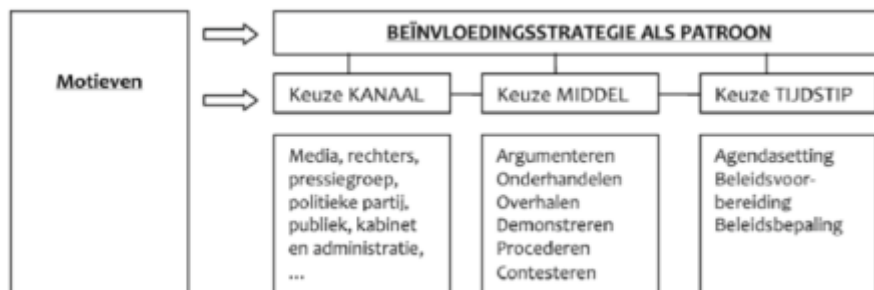 BEÏNVLOEDINGSSTRATEGIE ALS PATROON
Motieven
Keuze KANAAL
Keuze MIDDEL
Keuze TIJDSTIP
Media, rechters,
pressiegroep,
politieke partij,
publiek, kabinet
en administratie,
...
Argumenteren
Onderhandelen
Overhalen
Demonstreren
Procederen
Contesteren
Agendasetting
Beleidsvoor-
bereiding
Beleidsbepaling